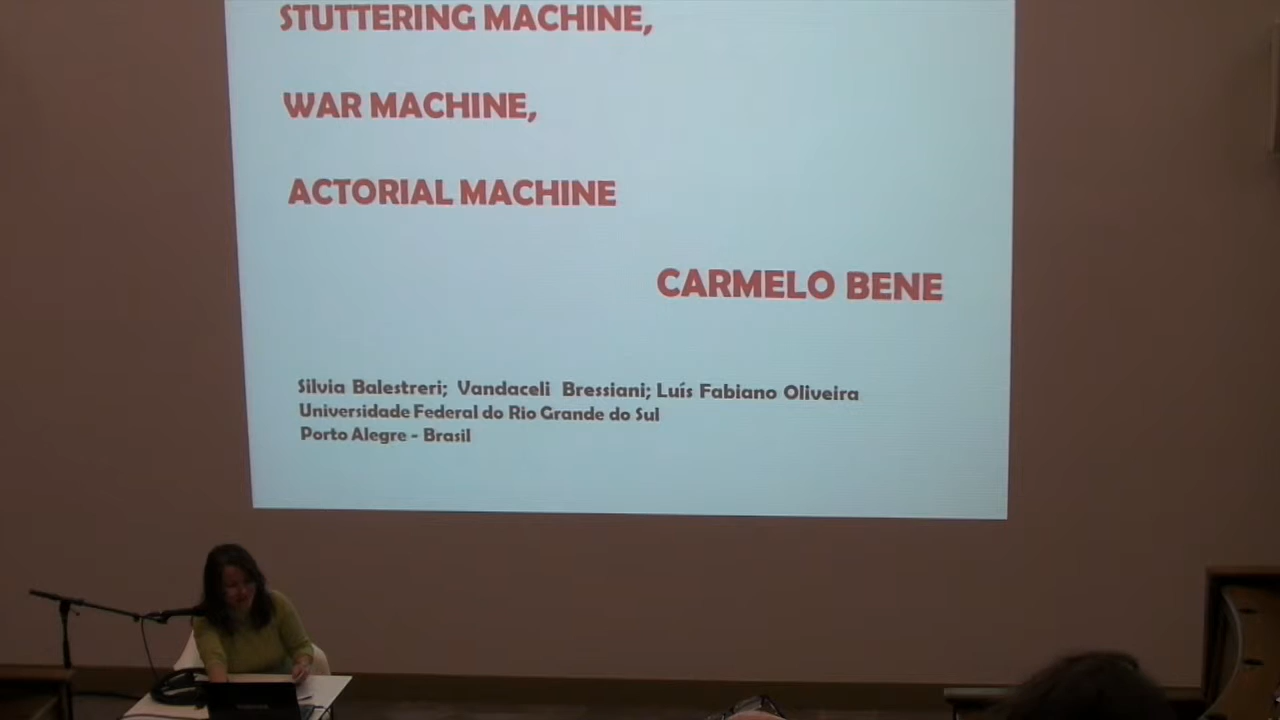 STUTTERING MACHINE,
WAR MACHINE,
ACTORIAL MACHINE
CARMELO BENE
Silvia Balestreri; Vandaceli Bressiani; Luís Fabiano Oliveira
Universidade Federal do Rio Grande do Sul
Porto Alegre - Brasil